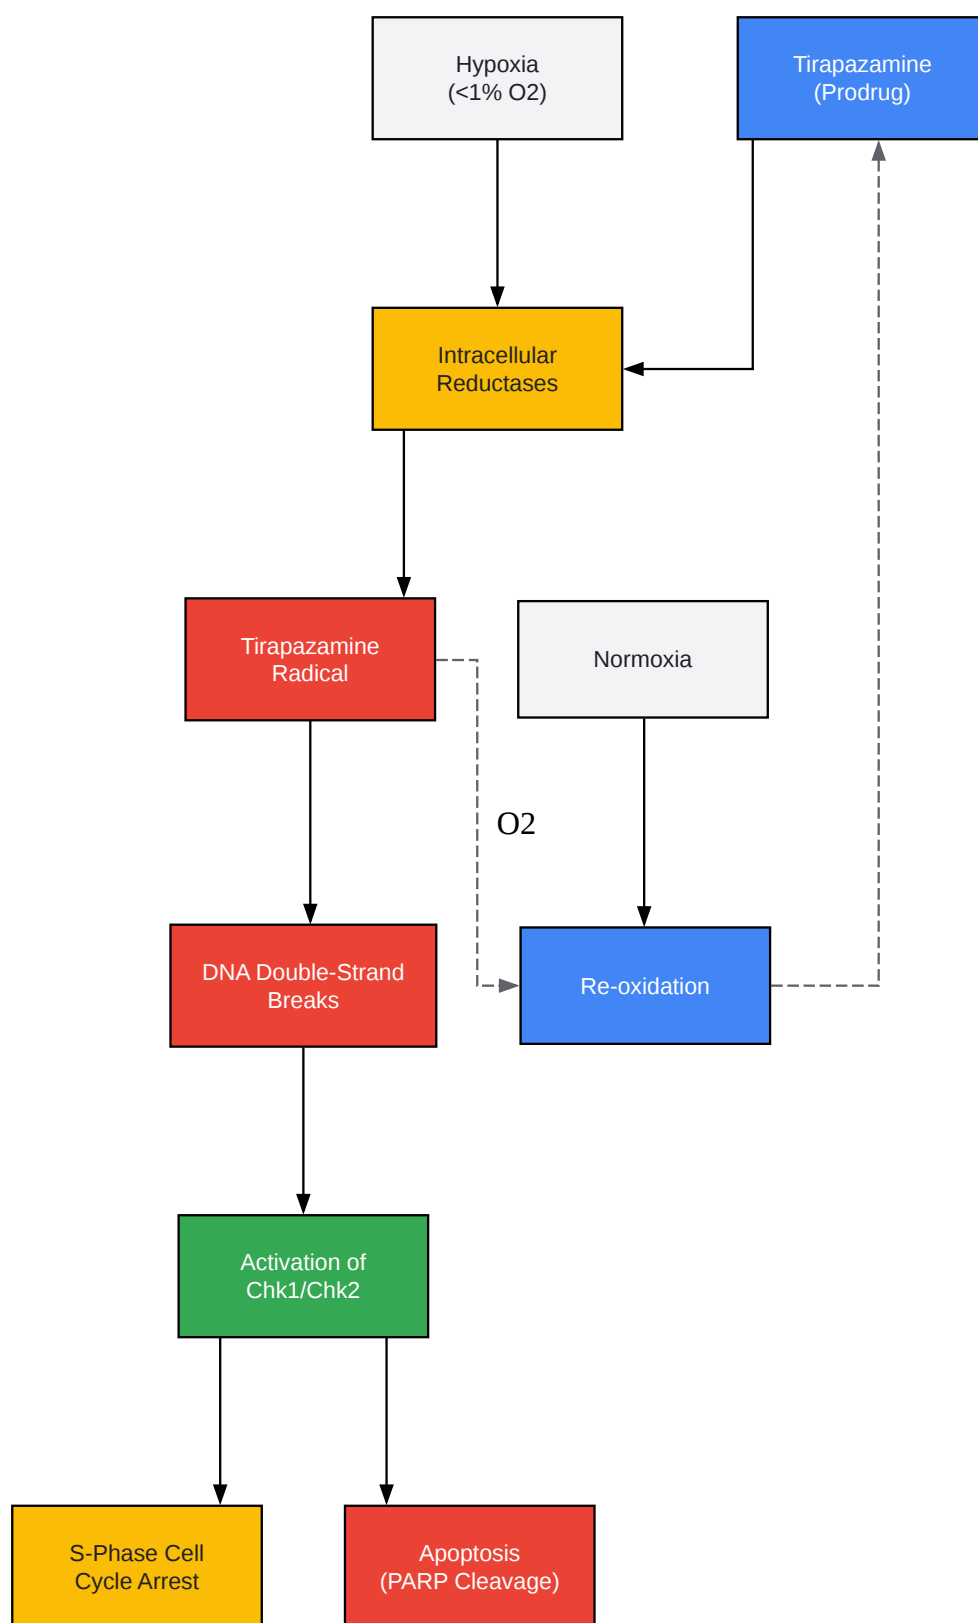 Hypoxia
(<1% O2)
Tirapazamine
(Prodrug)
Intracellular
Reductases
Tirapazamine
Radical
Normoxia
O2
DNA Double-Strand
Breaks
Re-oxidation
Activation of
Chk1/Chk2
S-Phase Cell
Cycle Arrest
Apoptosis
(PARP Cleavage)